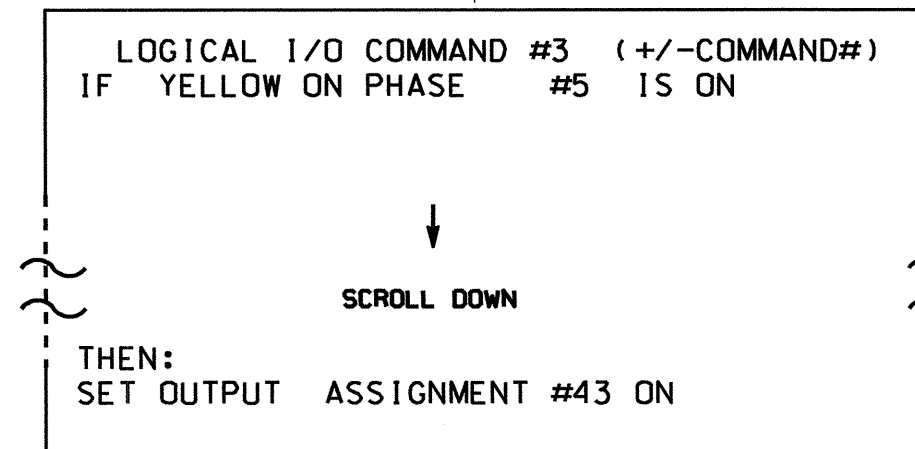 LOGICAL I/O COMMAND #3 (+/-COMMAND#)
IF YELLOW ON PHASE #5 IS ON
SCROLL DOWN
THEN:
SET OUTPUT ASSIGNMENT #43 ON